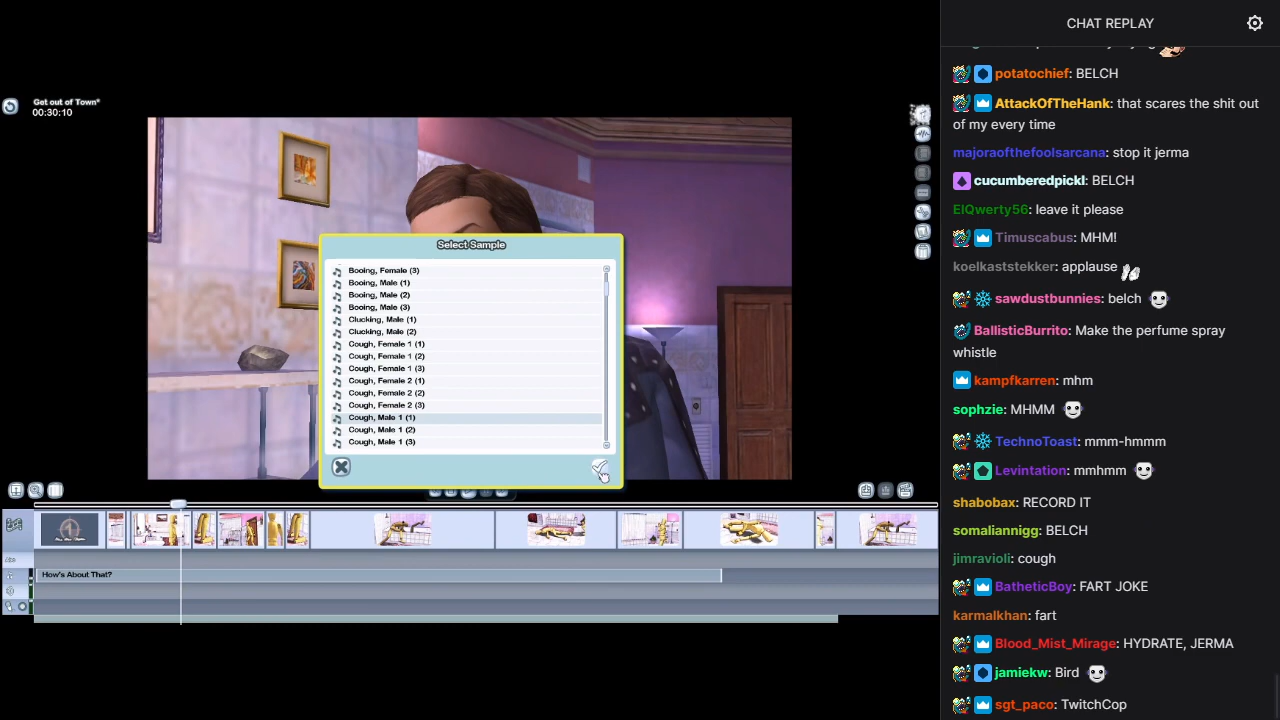 Get out of Town*
00:30:10
Select Sample
Booing, Female (3)
Booing, Male (1)
Booing, Male (2)
Booing, Male (3)
Clucking, Male (1)
Clucking, Male (2)
Cough, Female 1 (1)
Cough, Female 1 (2)
Cough, Female 1 (3)
Cough, Female 2 (1)
Cough, Female 2 (2)
Cough, Female 2 (3)
Cough, Male 1 (1)
Cough, Male 1 (2)
Cough, Male 1 (3)
How's About That?
CHAT REPLAY
potatochief: BELCH
AttackOfTheHank: that scares the shit out
of my every time
majoraofthefoolsarcana: stop it jerma
cucumberedpickl: BELCH
ElQwerty56: leave it please
Timuscabus: MHM!
koelkaststekker: applause
sawdustbunnies: belch
BallisticBurrito: Make the perfume spray
whistle
kampfkarren: mhm
sophzie: MHMM
TechnoToast: mmm-hmmm
Levintation: mmhmm
shabobax: RECORD IT
somaliannigg: BELCH
jimravioli: cough
BatheticBoy: FART JOKE
karmalkhan: fart
Blood_Mist_Mirage: HYDRATE, JERMA
jamiekw: Bird
sgt_paco: TwitchCop